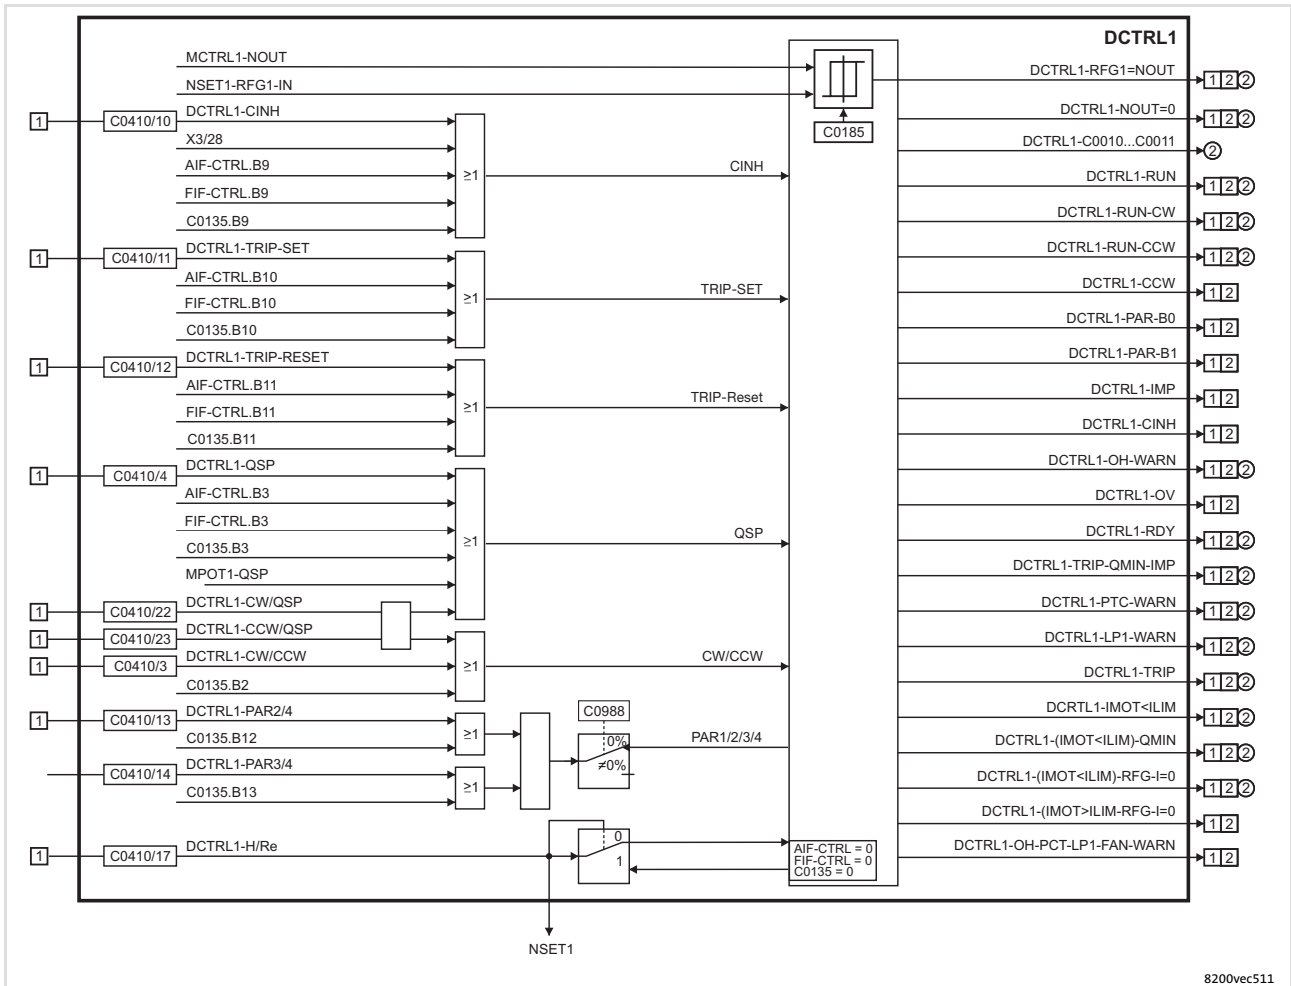 DCTRL1
MCTRL1-NOUT
NSET1-RFG1-IN
1
C0410/10
DCTRL1-CINH
X3/28
AIF-CTRL.B9
FIF-CTRL.B9
C0135.B9
≥1
CINH
1
C0410/11
DCTRL1-TRIP-SET
AIF-CTRL.B10
FIF-CTRL.B10
C0135.B10
≥1
TRIP-SET
1
C0410/12
DCTRL1-TRIP-RESET
AIF-CTRL.B11
FIF-CTRL.B11
C0135.B11
≥1
TRIP-Reset
1
C0410/4
DCTRL1-QSP
AIF-CTRL.B3
FIF-CTRL.B3
C0135.B3
MPOT1-QSP
≥1
QSP
1
C0410/22
DCTRL1-CW/QSP
1
C0410/23
DCTRL1-CCW/QSP
1
C0410/3
DCTRL1-CW/CCW
C0135.B2
≥1
CW/CCW
1
C0410/13
DCTRL1-PAR2/4
C0135.B12
≥1
C0410/14
DCTRL1-PAR3/4
C0135.B13
≥1
C0988
0%
≠0%
PAR1/2/3/4
1
C0410/17
DCTRL1-H/Re
0
1
AIF-CTRL = 0
FIF-CTRL = 0
C0135 = 0
NSET1
C0185
DCTRL1-RFG1=NOUT
1 2 2
DCTRL1-NOUT=0
1 2 2
DCTRL1-C0010...C0011
2
DCTRL1-RUN
1 2 2
DCTRL1-RUN-CW
1 2 2
DCTRL1-RUN-CCW
1 2 2
DCTRL1-CCW
1 2
DCTRL1-PAR-B0
1 2
DCTRL1-PAR-B1
1 2
DCTRL1-IMP
1 2
DCTRL1-CINH
1 2
DCTRL1-OH-WARN
1 2 2
DCTRL1-OV
1 2
DCTRL1-RDY
1 2 2
DCTRL1-TRIP-QMIN-IMP
1 2 2
DCTRL1-PTC-WARN
1 2 2
DCTRL1-LP1-WARN
1 2 2
DCTRL1-TRIP
1 2 2
DCRTL1-IMOT<ILIM
1 2 2
DCTRL1-(IMOT<ILIM)-QMIN
1 2 2
DCTRL1-(IMOT<ILIM)-RFG-I=0
1 2 2
DCTRL1-(IMOT>ILIM-RFG-I=0
1 2
DCTRL1-OH-PCT-LP1-FAN-WARN
1 2
8200vec511